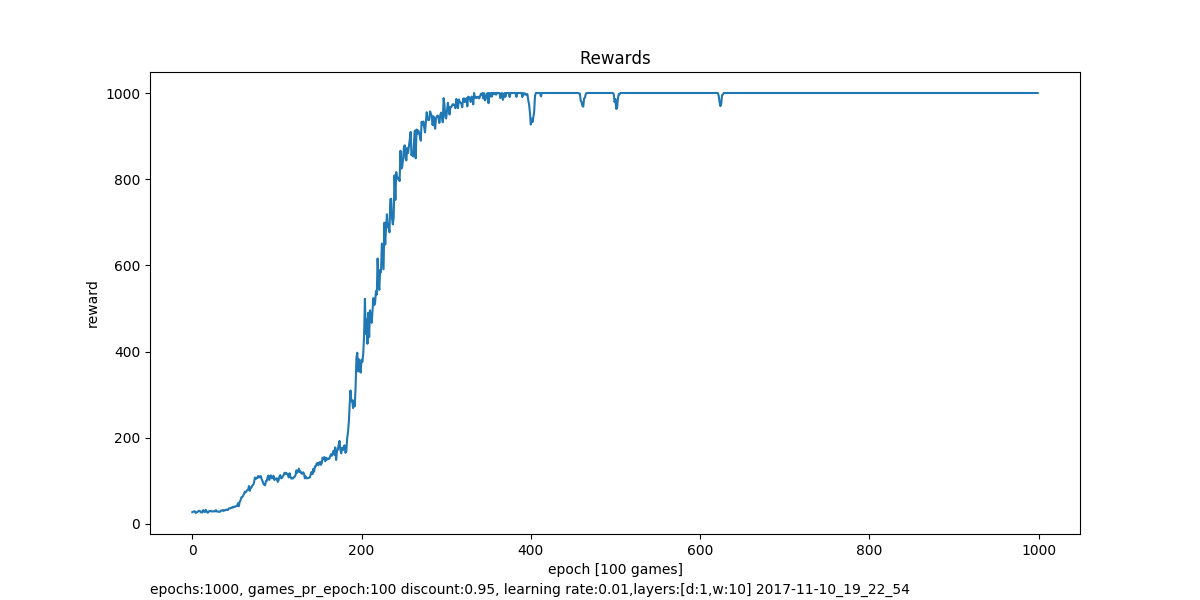 Rewards
1000
800
600
400
200
0
reward
0 200 400 600 800 1000
epoch [100 games]
epochs:1000, games_pr_epoch:100 discount:0.95, learning rate:0.01,layers:[d:1,w:10] 2017-11-10_19_22_54